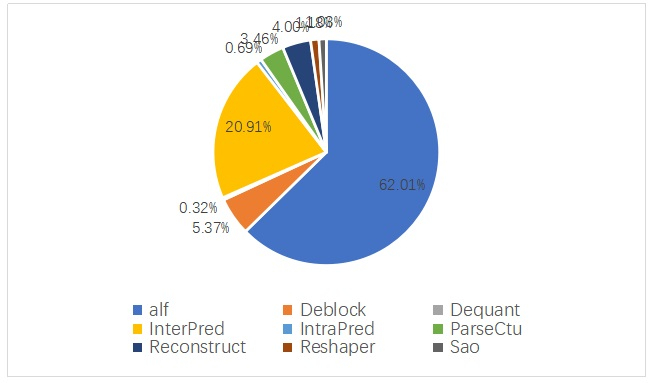 4.00%
3.46%
0.69%
20.91%
62.01%
0.32%
5.37%
alf Deblock Dequant
InterPred IntraPred ParseCtu
Reconstruct Reshaper Sao